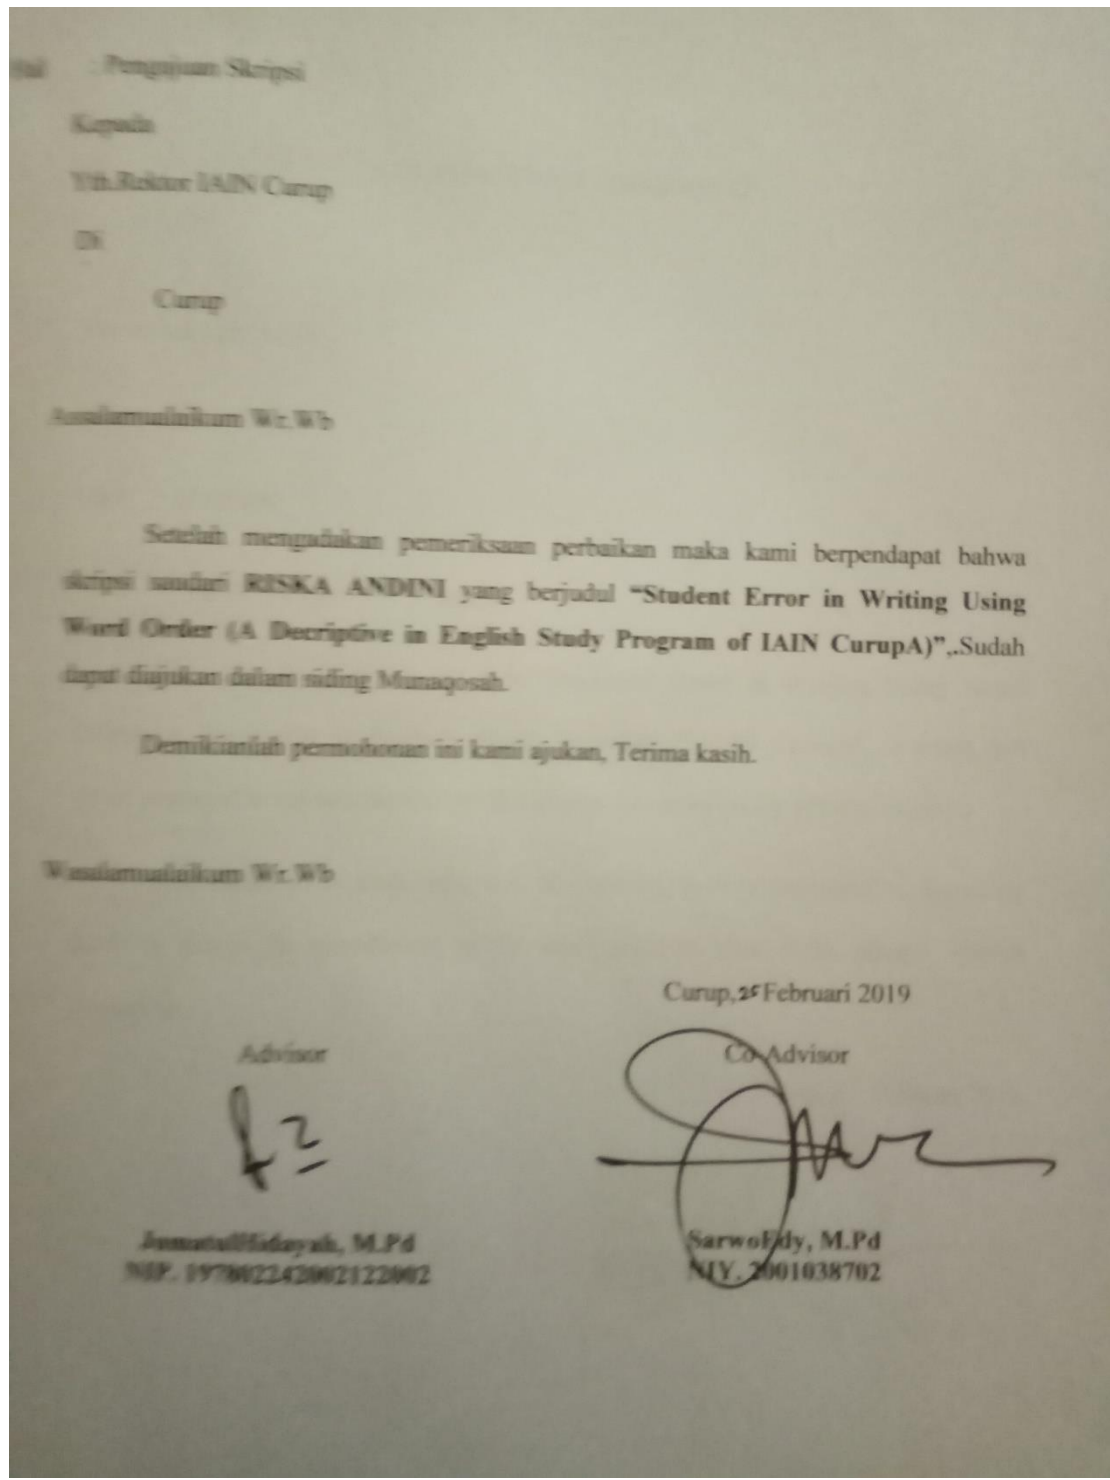 Hal : Pengajuan Skripsi
Kepada
Yth.Rektor IAIN Curup
Di
Curup
Assalamualaikum Wr.Wb
Setelah mengadakan pemeriksaan perbaikan maka kami berpendapat bahwa
skripsi saudari RISKA ANDINI yang berjudul “Student Error in Writing Using
Word Order (A Decriptive in English Study Program of IAIN CurupA)”,.Sudah
dapat diajukan dalam siding Munaqosah.
Demikianlah permohonan ini kami ajukan, Terima kasih.
Wasalamualaikum Wr.Wb
Curup,25 Februari 2019
Advisor Co-Advisor
M.Pd SarwoEdy, M.Pd
NIP. NIY. 2001038702